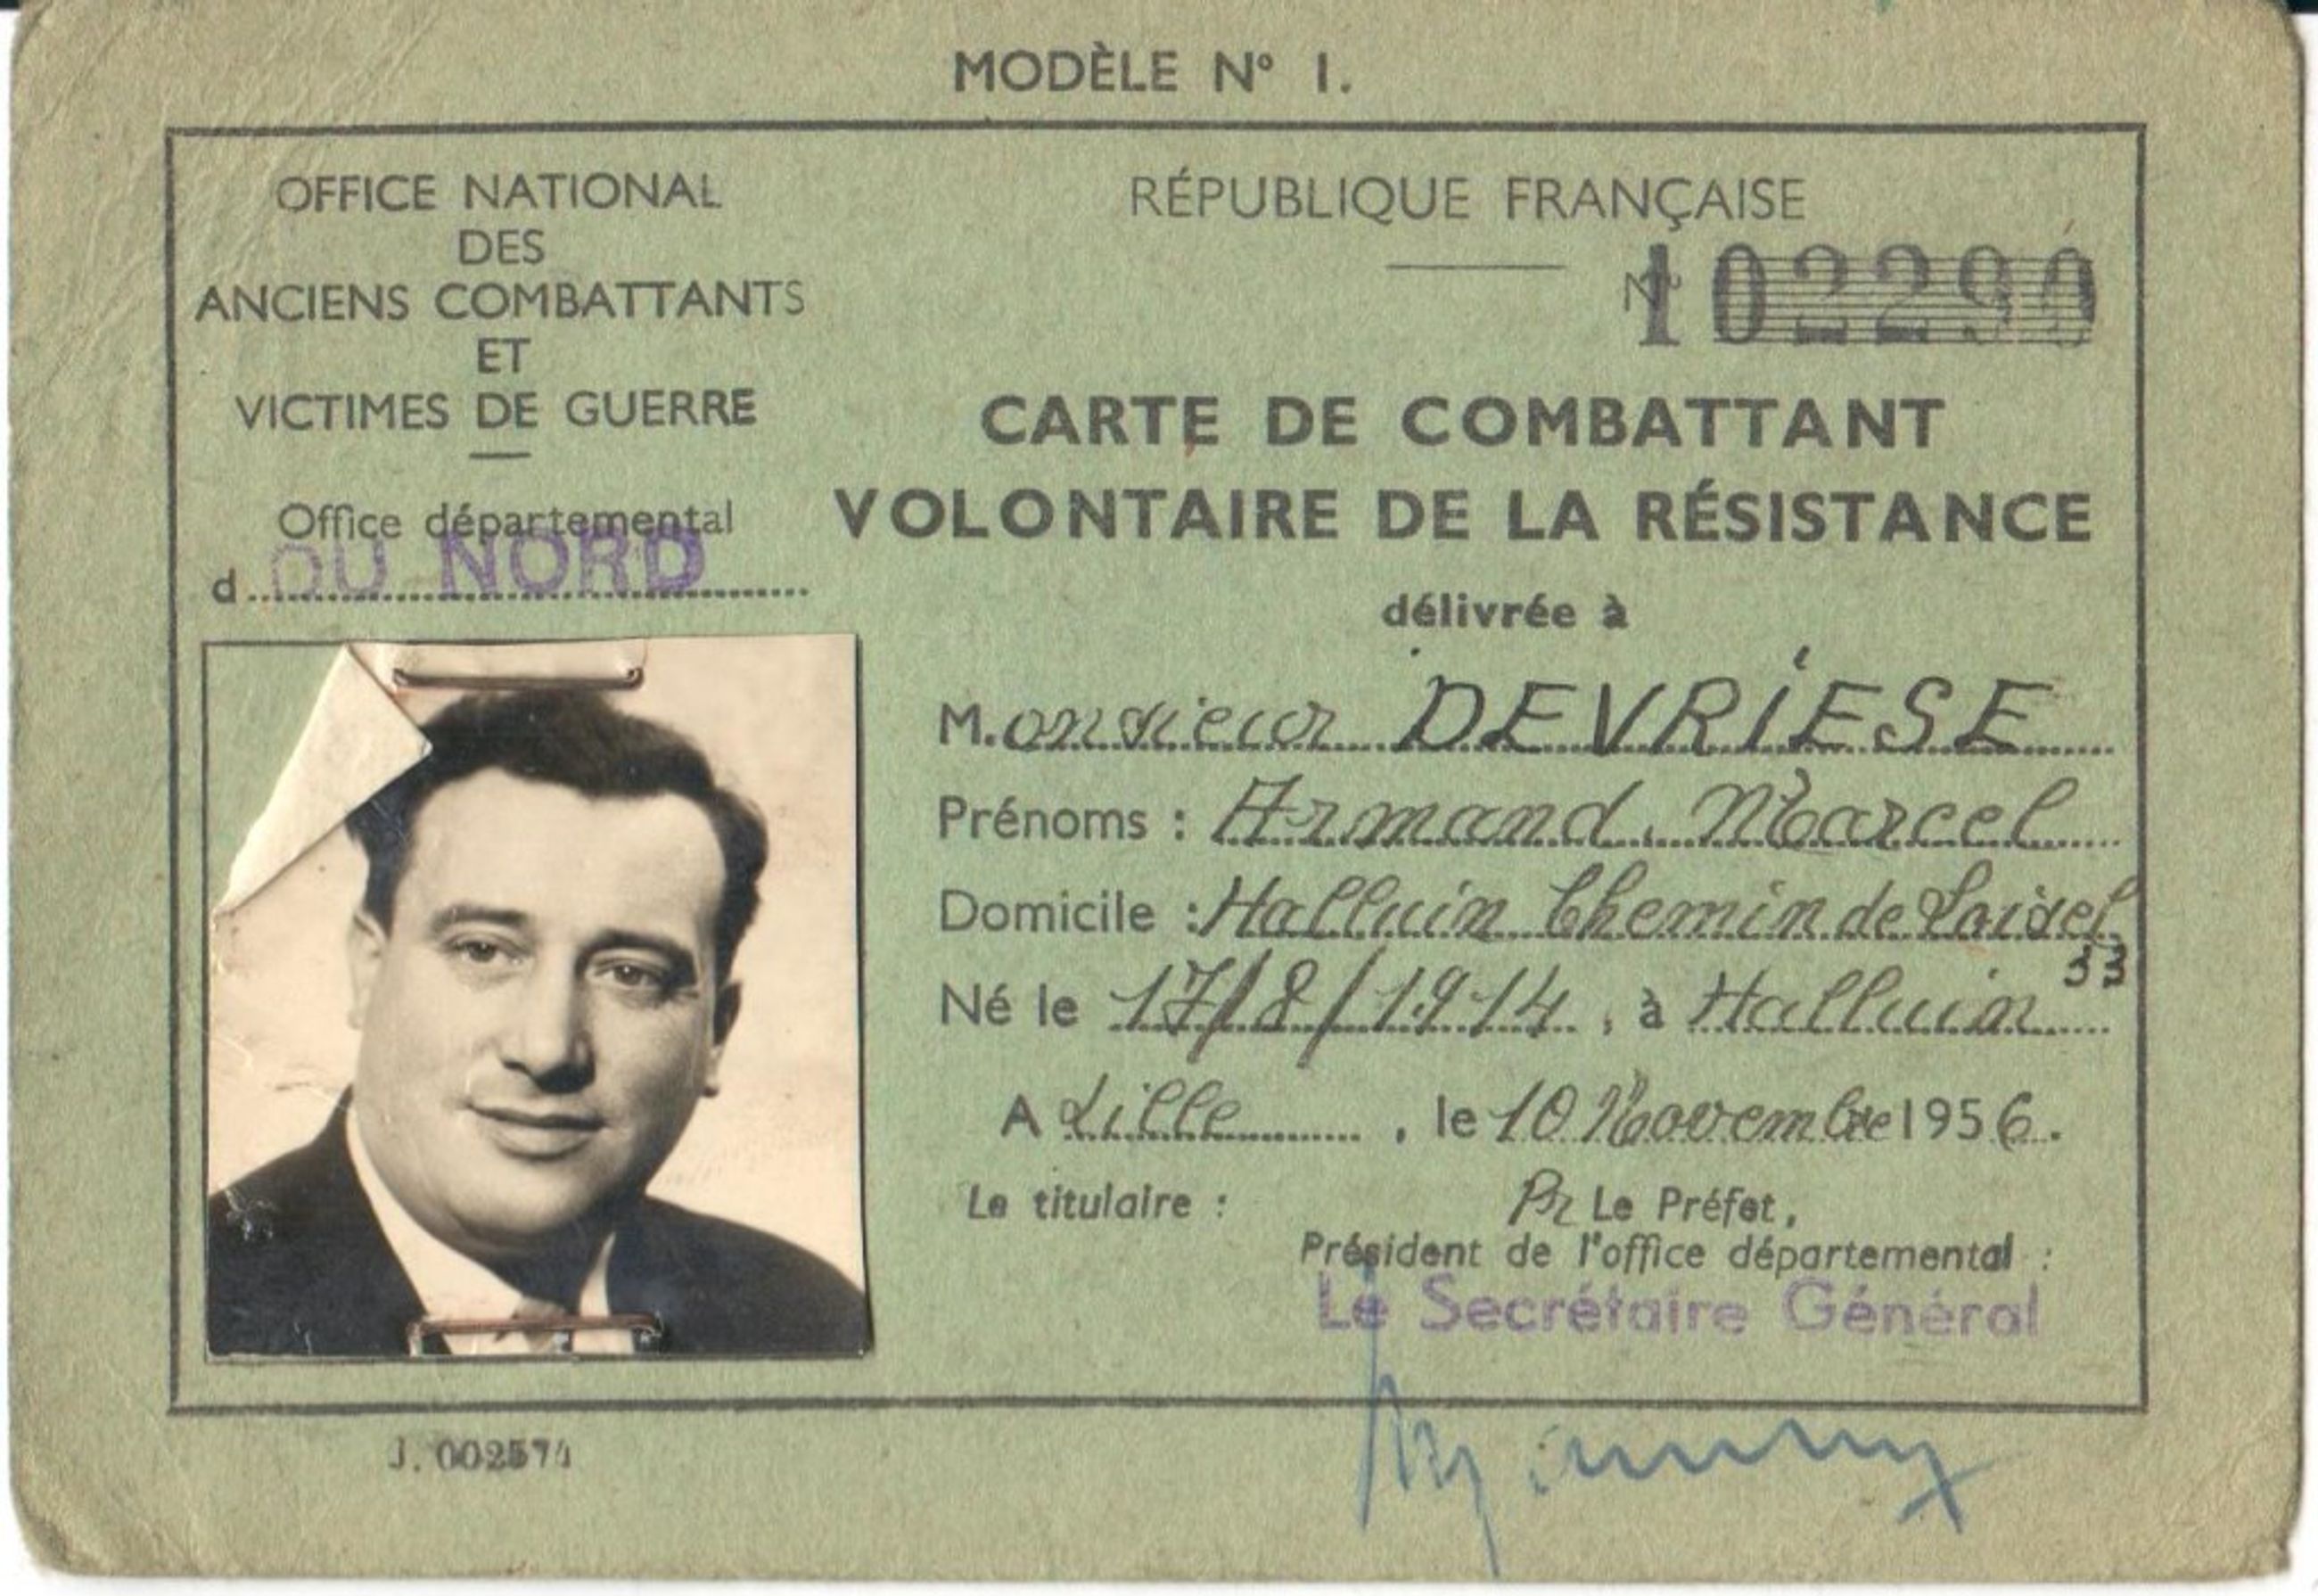 MODÈLE N° 1.
OFFICE NATIONAL
DES
ANCIENS COMBATTANTS
ET
VICTIMES DE GUERRE
Office départemental
d DU NORD
RÉPUBLIQUE FRANÇAISE
N° 102290
CARTE DE COMBATTANT
VOLONTAIRE DE LA RÉSISTANCE
délivrée à
M.onsieur DEVRIESE
Prénoms : Armand. Marcel
Domicile : Halluin Chemin de Loisel
33
Né le 17/8/1914, à Halluin
A Lille, le 10 Novembre 1956.
Le titulaire :
Pr Le Préfet,
Président de l'office départemental :
Le Secrétaire Général
J. 002574